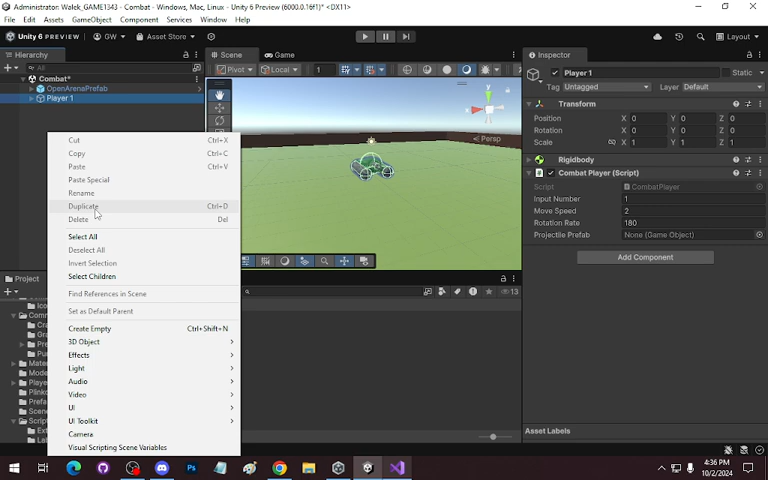 Administrator: Walek_GAME1343 - Combat - Windows, Mac, Linux - Unity 6 Preview (6000.0.16f1)* <DX11>
File Edit Assets GameObject Component Services Window Help
Unity 6 PREVIEW GW Asset Store Layout
Hierarchy Scene Game Inspector
All Pivot Local 1 Player 1 Static
Combat* Tag Untagged Layer Default
OpenArenaPrefab
Player 1
Transform
Position X 0 Y 0 Z 0
Rotation X 0 Y 0 Z 0
Scale X 1 Y 1 Z 1
Rigidbody
Combat Player (Script)
Script CombatPlayer
Input Number 1
Move Speed 2
Rotation Rate 180
Projectile Prefab None (Game Object)
Add Component
y
x
< Persp
Cut Ctrl+X
Copy Ctrl+C
Paste Ctrl+V
Paste Special
Rename
Duplicate Ctrl+D
Delete Del
Select All
Deselect All
Invert Selection
Select Children
Find References in Scene
Set as Default Parent
Create Empty Ctrl+Shift+N
3D Object
Effects
Light
Audio
Video
UI
UI Toolkit
Camera
Visual Scripting Scene Variables
Project
13
Asset Labels
4:36 PM
10/2/2024